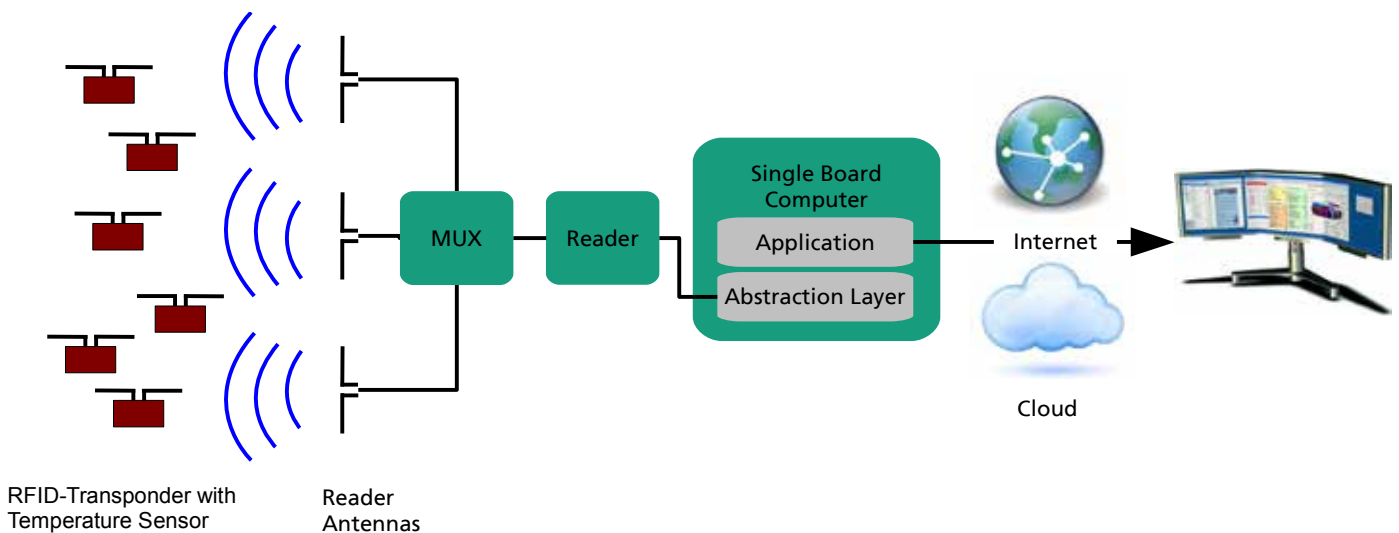 MUX
Reader
Single Board
Computer
Application
Abstraction Layer
Internet
Cloud
RFID-Transponder with
Temperature Sensor
Reader
Antennas